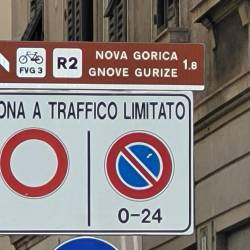 FVG 3
R2
NOVA GORICA
GNOVE GURIZE
1.8
ONA A TRAFFICO LIMITATO
0-24